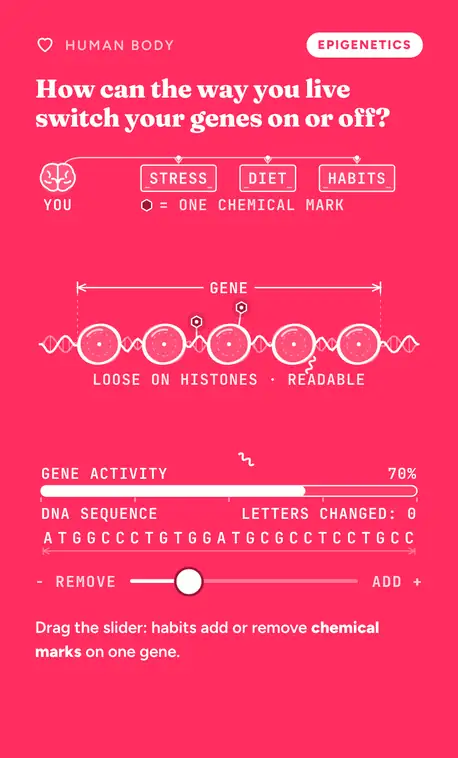 HUMAN BODY
EPIGENETICS
How can the way you live
switch your genes on or off?
STRESS DIET HABITS
YOU
= ONE CHEMICAL MARK
GENE
LOOSE ON HISTONES · READABLE
GENE ACTIVITY 70%
DNA SEQUENCE LETTERS CHANGED: 0
ATGGCCCTGTGGATGCGCCTCCTGCC
- REMOVE ADD +
Drag the slider: habits add or remove chemical
marks on one gene.